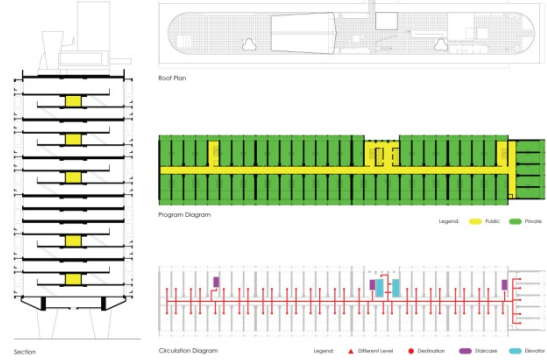 Roof Plan
Program Diagram
Legend: Public Private
Section
Circulation Diagram
Legend: Different Level Destination Staircase Elevator